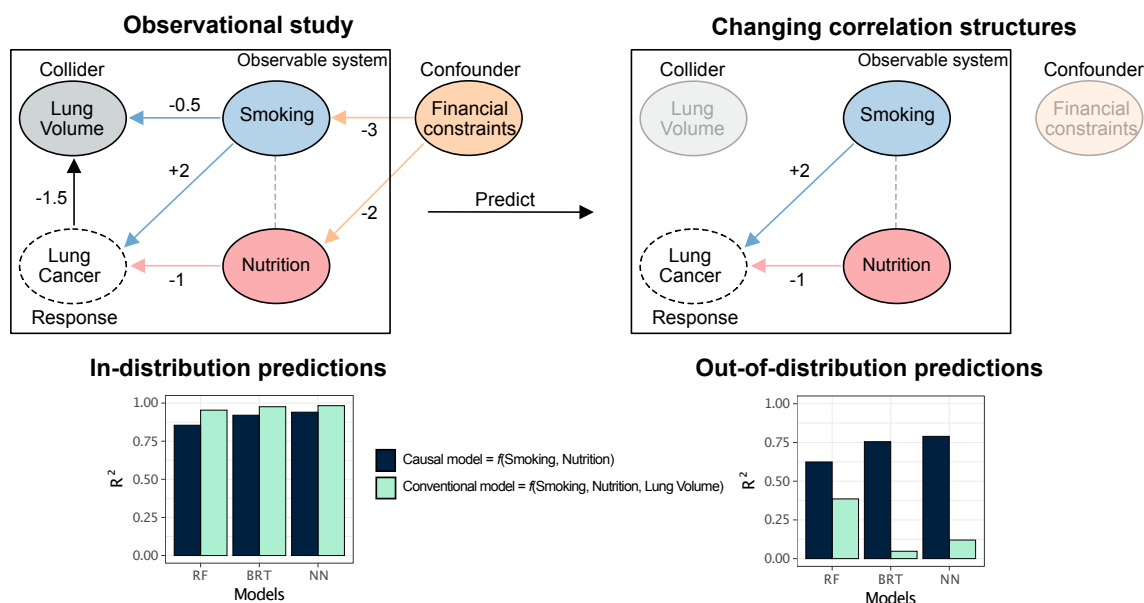 Observational study
Observable system
Collider
Lung
Volume
-0.5
Smoking
Confounder
Financial
constraints
-3
+2
-1.5
-2
Lung
Cancer
-1
Nutrition
Response
Predict
Changing correlation structures
Observable system
Collider
Lung
Volume
Smoking
Confounder
Financial
constraints
+2
Lung
Cancer
-1
Nutrition
Response
In-distribution predictions
R²
1.00
0.75
0.50
0.25
0.00
RF BRT NN
Models
Causal model = f(Smoking, Nutrition)
Conventional model = f(Smoking, Nutrition, Lung Volume)
Out-of-distribution predictions
R²
1.00
0.75
0.50
0.25
0.00
RF BRT NN
Models